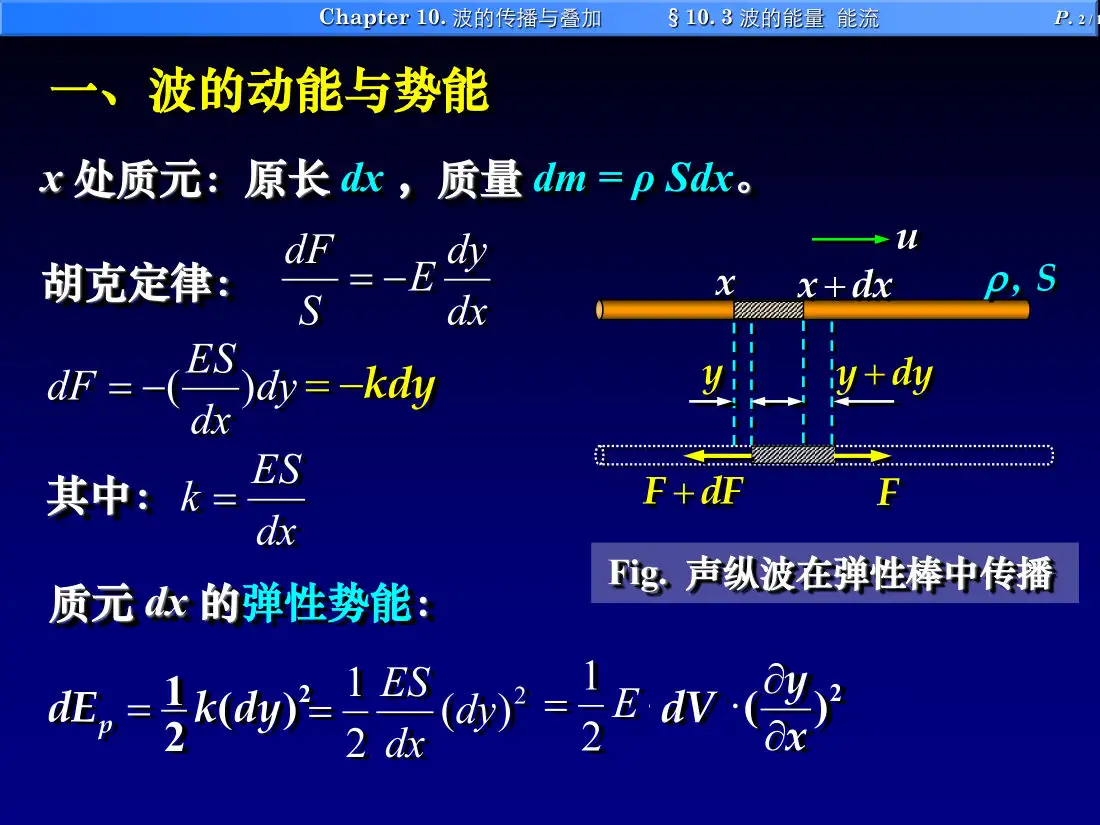 Chapter 10. 波的传播与叠加 §10. 3 波的能量 能流 P. 2 /
一、波的动能与势能
x 处质元：原长 dx ，质量 dm = ρ Sdx。
胡克定律： dF/S = −E dy/dx
dF = −(ES/dx)dy = −kdy
其中： k = ES/dx
质元 dx 的弹性势能：
dE_p = 1/2 k(dy)² = 1/2 ES/dx (dy)² = 1/2 E · dV · (∂y/∂x)²
u
x x + dx ρ, S
y y + dy
F + dF F
Fig. 声纵波在弹性棒中传播